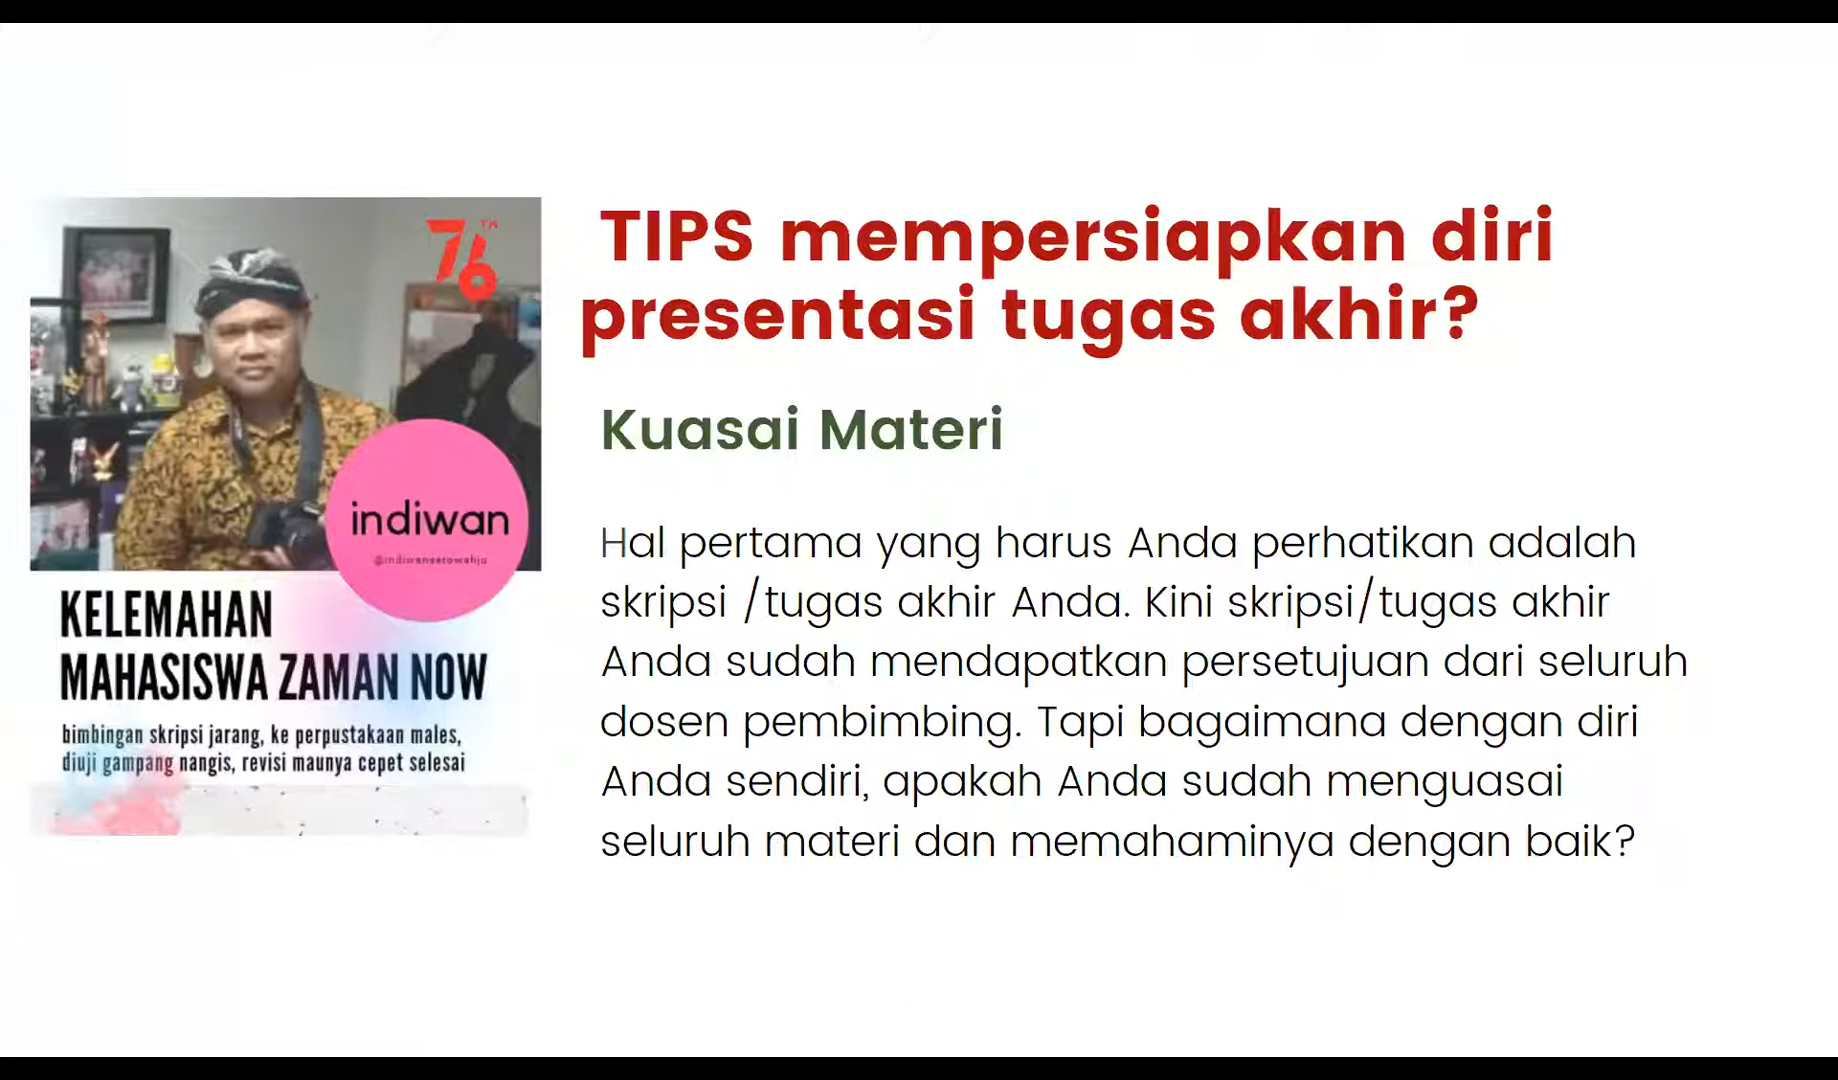 76
TH
indiwan
@indiwansetowahju
KELEMAHAN
MAHASISWA ZAMAN NOW
bimbingan skripsi jarang, ke perpustakaan males,
diuji gampang nangis, revisi maunya cepet selesai
TIPS mempersiapkan diri
presentasi tugas akhir?
Kuasai Materi
Hal pertama yang harus Anda perhatikan adalah
skripsi /tugas akhir Anda. Kini skripsi/tugas akhir
Anda sudah mendapatkan persetujuan dari seluruh
dosen pembimbing. Tapi bagaimana dengan diri
Anda sendiri, apakah Anda sudah menguasai
seluruh materi dan memahaminya dengan baik?